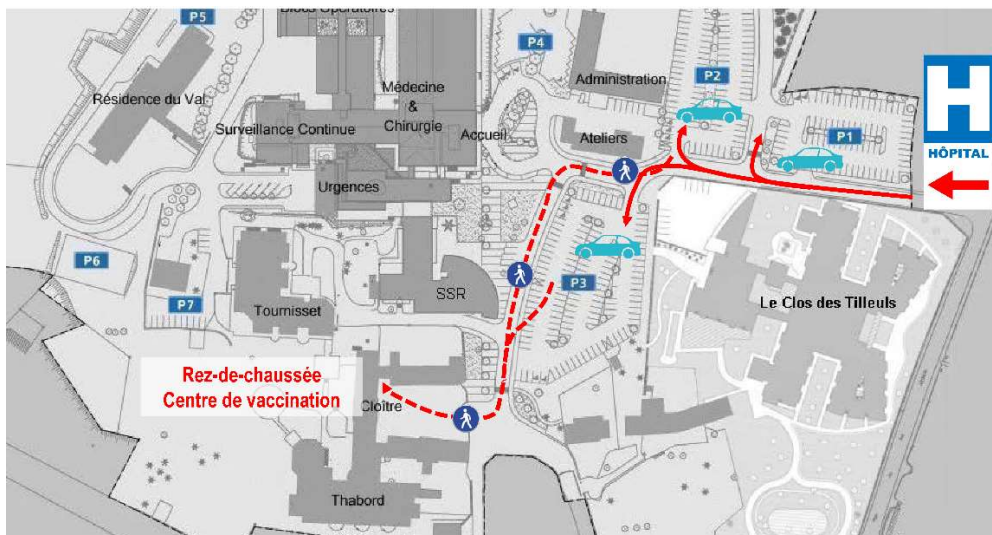 P5
Blocs Opératoires
P4
P2
Administration
Résidence du Val
Médecine
&
Chirurgie
Surveillance Continue
Accueil
Ateliers
P1
H
HÔPITAL
Urgences
P6
P7
Tournisset
SSR
P3
Le Clos des Tilleuls
Rez-de-chaussée
Centre de vaccination
Cloître
Thabord